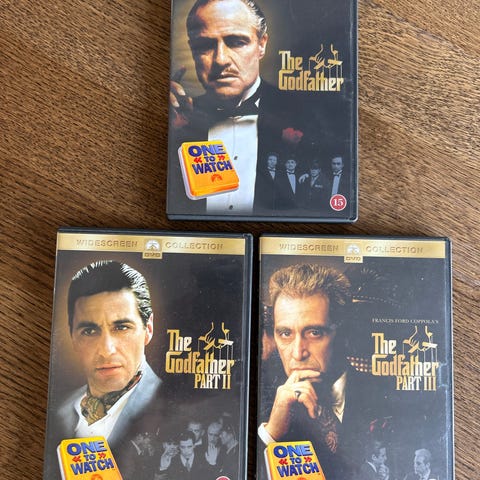 The
Godfather
ONE
« TO »
WATCH
15
WIDESCREEN DVD COLLECTION
The
Godfather
PART II
ONE
« TO »
WATCH
WIDESCREEN DVD COLLECTION
FRANCIS FORD COPPOLA'S
The
Godfather
PART III
ONE
« TO »
WATCH